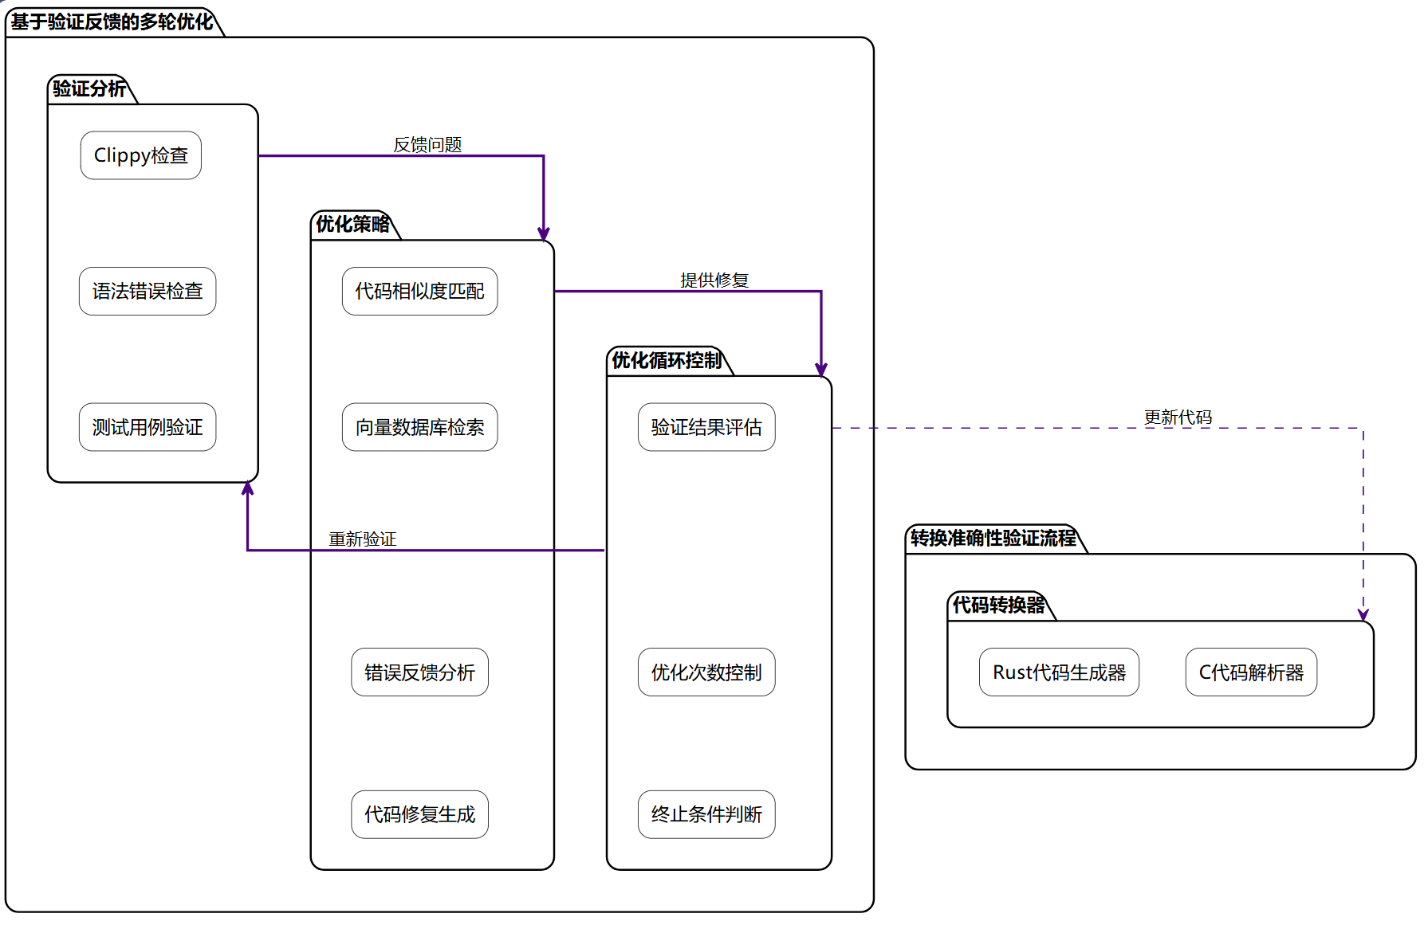 基于验证反馈的多轮优化
验证分析
Clippy检查
语法错误检查
测试用例验证
反馈问题
优化策略
代码相似度匹配
向量数据库检索
错误反馈分析
代码修复生成
提供修复
优化循环控制
验证结果评估
优化次数控制
终止条件判断
重新验证
更新代码
转换准确性验证流程
代码转换器
Rust代码生成器
C代码解析器